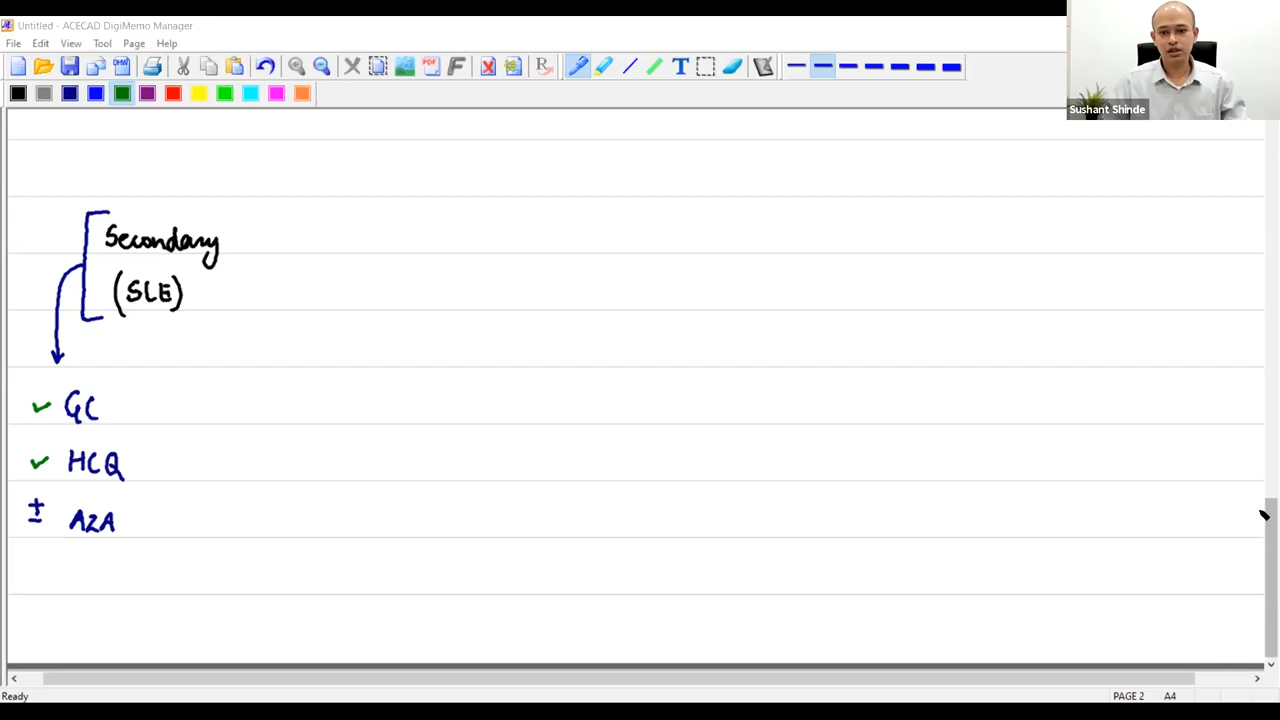 Untitled - ACECAD DigiMemo Manager
File Edit View Tool Page Help
Sushant Shinde
Secondary
(SLE)
✓ GC
✓ HCQ
± AZA
Ready
PAGE 2 A4